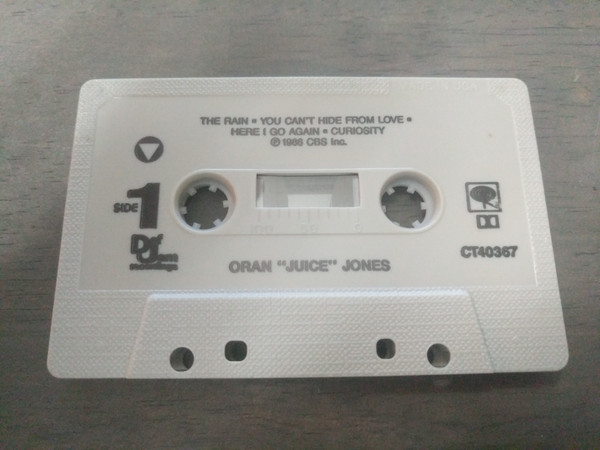 THE RAIN • YOU CAN'T HIDE FROM LOVE •
HERE I GO AGAIN • CURIOSITY
℗ 1986 CBS Inc.
SIDE 1
Def Jam
recordings
ORAN "JUICE" JONES
CT40367